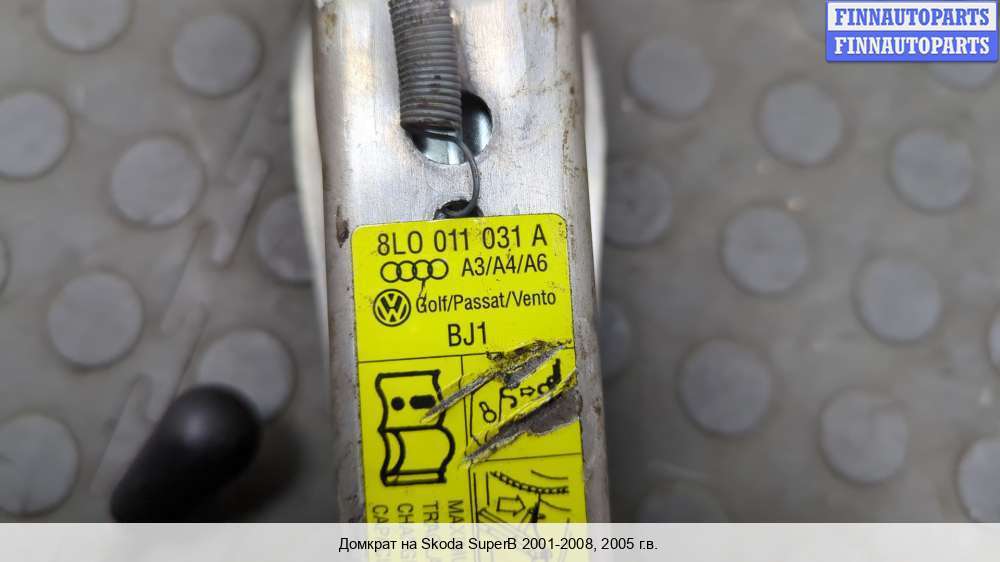 FINNAUTOPARTS
FINNAUTOPARTS
8L0 011 031 A
A3/A4/A6
Golf/Passat/Vento
BJ1
Домкрат на Skoda SuperB 2001-2008, 2005 г.в.